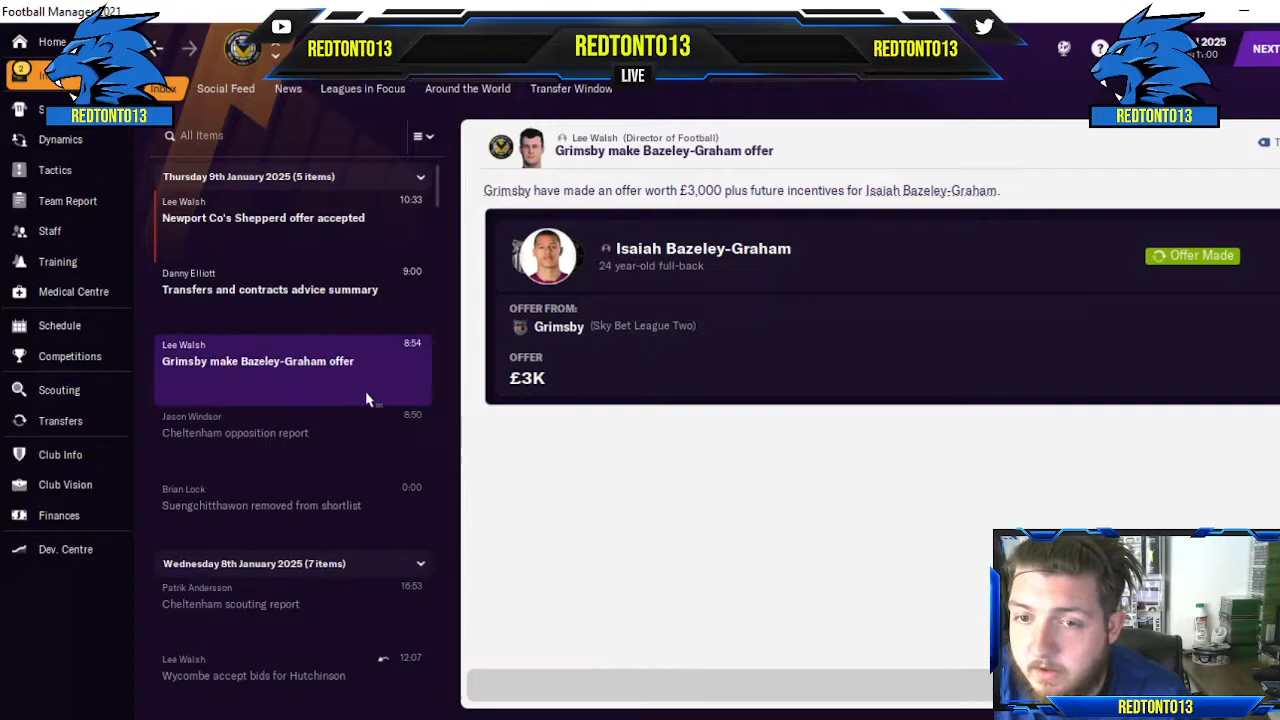 Football Manager 2021
REDTONTO13
REDTONTO13
REDTONTO13
LIVE
REDTONTO13
REDTONTO13
Home
2
Inbox
Social Feed
News
Leagues in Focus
Around the World
Transfer Window
2025
NEXT
Dynamics
Tactics
Team Report
Staff
Training
Medical Centre
Schedule
Competitions
Scouting
Transfers
Club Info
Club Vision
Finances
Dev. Centre
All Items
Thursday 9th January 2025 (5 items)
Lee Walsh
10:33
Newport Co's Shepperd offer accepted
Danny Elliott
9:00
Transfers and contracts advice summary
Lee Walsh
8:54
Grimsby make Bazeley-Graham offer
Jason Windsor
8:50
Cheltenham opposition report
Brian Lock
0:00
Suengchitthawon removed from shortlist
Wednesday 8th January 2025 (7 items)
Patrik Andersson
16:53
Cheltenham scouting report
Lee Walsh
12:07
Wycombe accept bids for Hutchinson
Lee Walsh (Director of Football)
Grimsby make Bazeley-Graham offer
Grimsby have made an offer worth £3,000 plus future incentives for Isaiah Bazeley-Graham.
Isaiah Bazeley-Graham
24 year-old full-back
Offer Made
OFFER FROM:
Grimsby (Sky Bet League Two)
OFFER
£3K
REDTONTO13